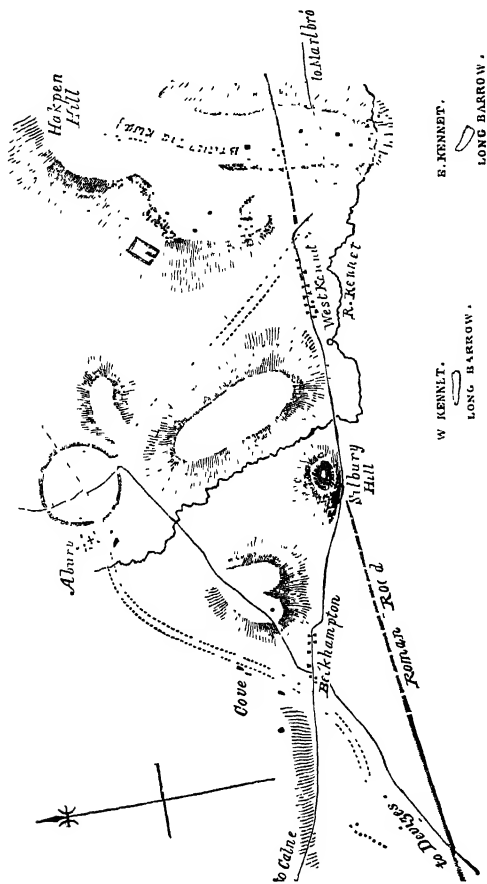 Hakpen
Hill
to Marlbro
West Kennet
R. Kennet
E. KENNET.
LONG BARROW.
W KENNET.
LONG BARROW.
Abury
Silbury
Hill
Cove
Roman Road
to Calne
to Devizes